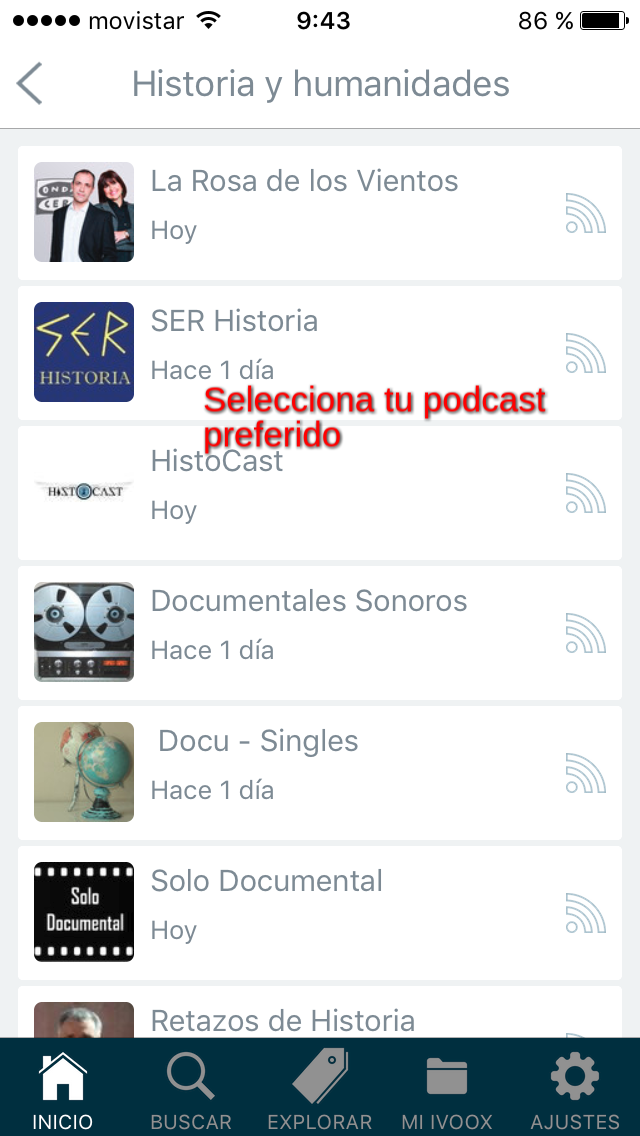 movistar 9:43 86 %
Historia y humanidades
ONDA CERO
La Rosa de los Vientos
Hoy
SER
HISTORIA
SER Historia
Hace 1 día
Selecciona tu podcast
preferido
HISTOCAST
HistoCast
Hoy
Documentales Sonoros
Hace 1 día
Docu - Singles
Hace 1 día
Solo
Documental
Solo Documental
Hoy
Retazos de Historia
INICIO BUSCAR EXPLORAR MI IVOOX AJUSTES